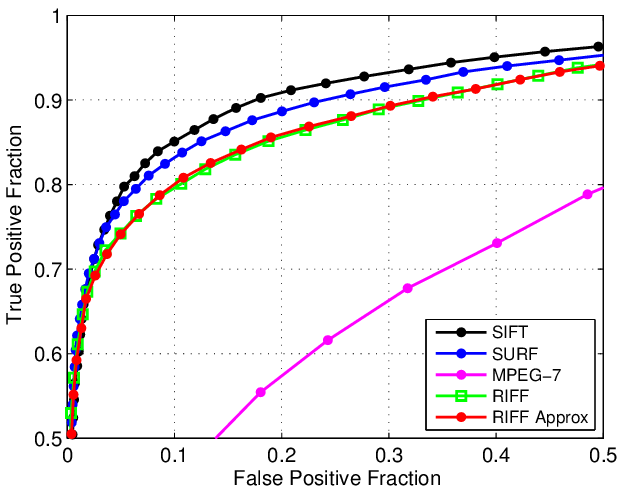 1
0.9
0.8
0.7
0.6
0.5
0
0.1
0.2
0.3
0.4
0.5
True Positive Fraction
False Positive Fraction
SIFT
SURF
MPEG-7
RIFF
RIFF Approx